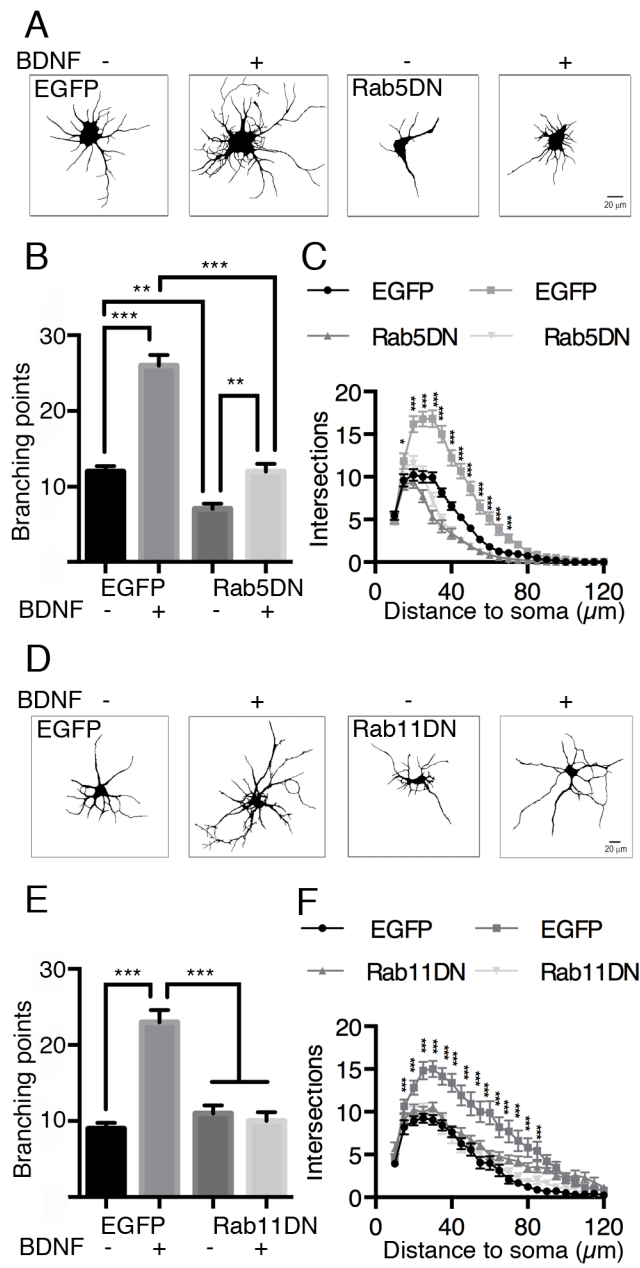 A
BDNF - + - +
EGFP Rab5DN
20 µm
B
*** 
**
***
**
30
20
10
Branching points
EGFP Rab5DN
BDNF - + - +
C
EGFP EGFP
Rab5DN Rab5DN
20
15
10
5
0
Intersections
* *** *** *** *** *** *** *** *** *** *** ***
0 40 80 120
Distance to soma (µm)
D
BDNF - + - +
EGFP Rab11DN
20 µm
E
*** ***
30
20
10
Branching points
EGFP Rab11DN
BDNF - + - +
F
EGFP EGFP
Rab11DN Rab11DN
20
15
10
5
0
Intersections
*** *** *** *** *** *** *** *** *** *** *** *** *** ***
0 40 80 120
Distance to soma (µm)